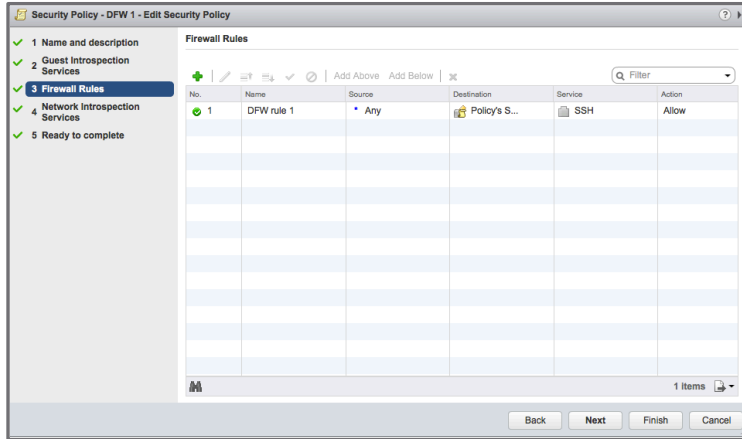 Security Policy - DFW 1 - Edit Security Policy
?
1 Name and description
2 Guest Introspection
Services
3 Firewall Rules
4 Network Introspection
Services
5 Ready to complete
Firewall Rules
Add Above Add Below
Filter
No. Name Source Destination Service Action
1 DFW rule 1 Any Policy's S... SSH Allow
1 items
Back Next Finish Cancel